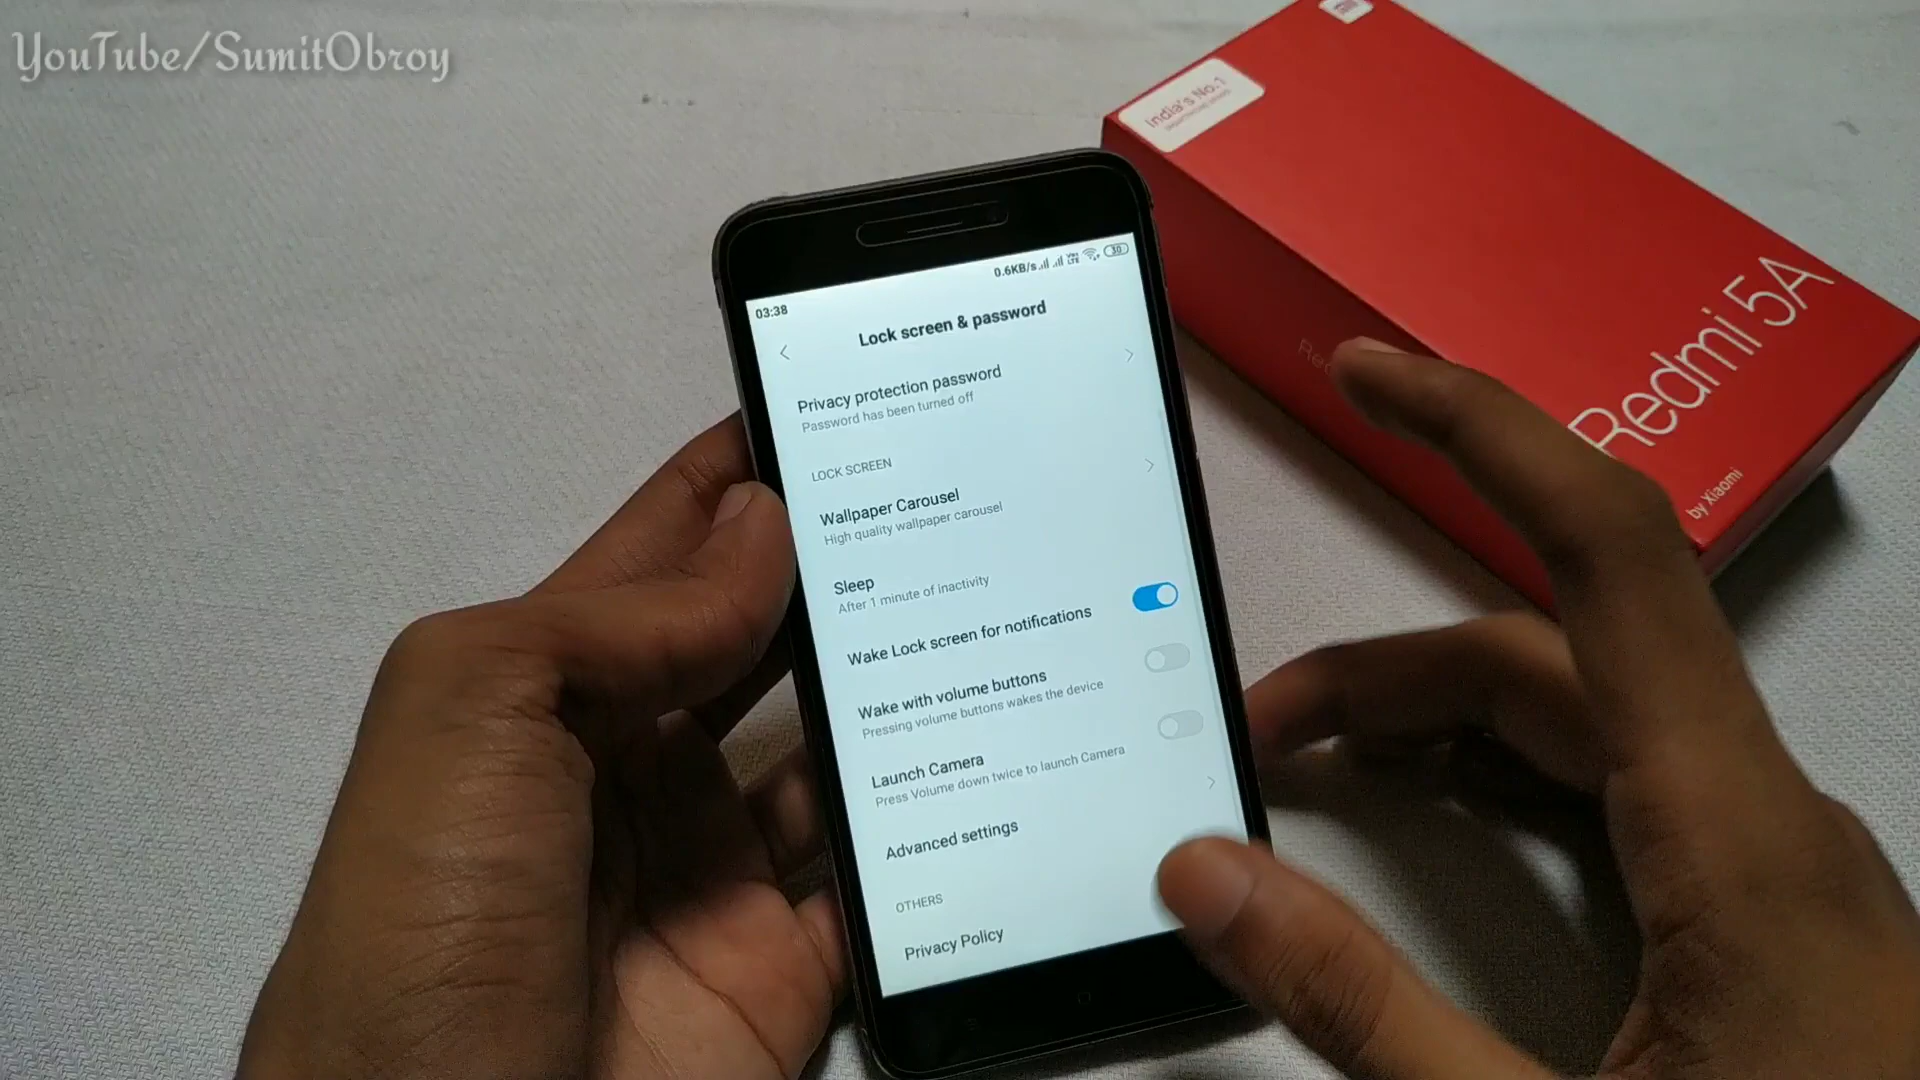 YouTube/SumitObroy
India's No.1
Redmi 5A
by Xiaomi
0.6KB/s
30
03:38
Lock screen & password
Privacy protection password
Password has been turned off
LOCK SCREEN
Wallpaper Carousel
High quality wallpaper carousel
Sleep
After 1 minute of inactivity
Wake Lock screen for notifications
Wake with volume buttons
Pressing volume buttons wakes the device
Launch Camera
Press Volume down twice to launch Camera
Advanced settings
OTHERS
Privacy Policy